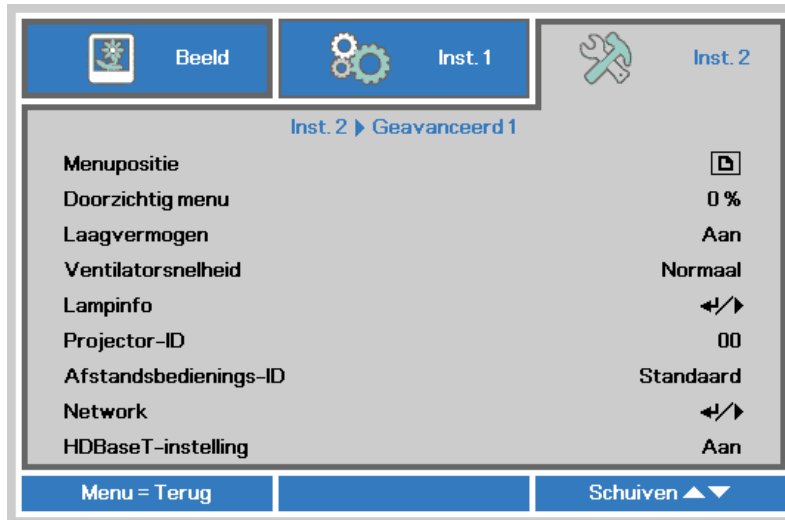 Beeld
Inst. 1
Inst. 2
Inst. 2 ▶ Geavanceerd 1
Menupositie
Doorzichtig menu 0 %
Laagvermogen Aan
Ventilatorsnelheid Normaal
Lampinfo ↵/▶
Projector-ID 00
Afstandsbedienings-ID Standaard
Network ↵/▶
HDBaseT-instelling Aan
Menu = Terug Schuiven ▲▼